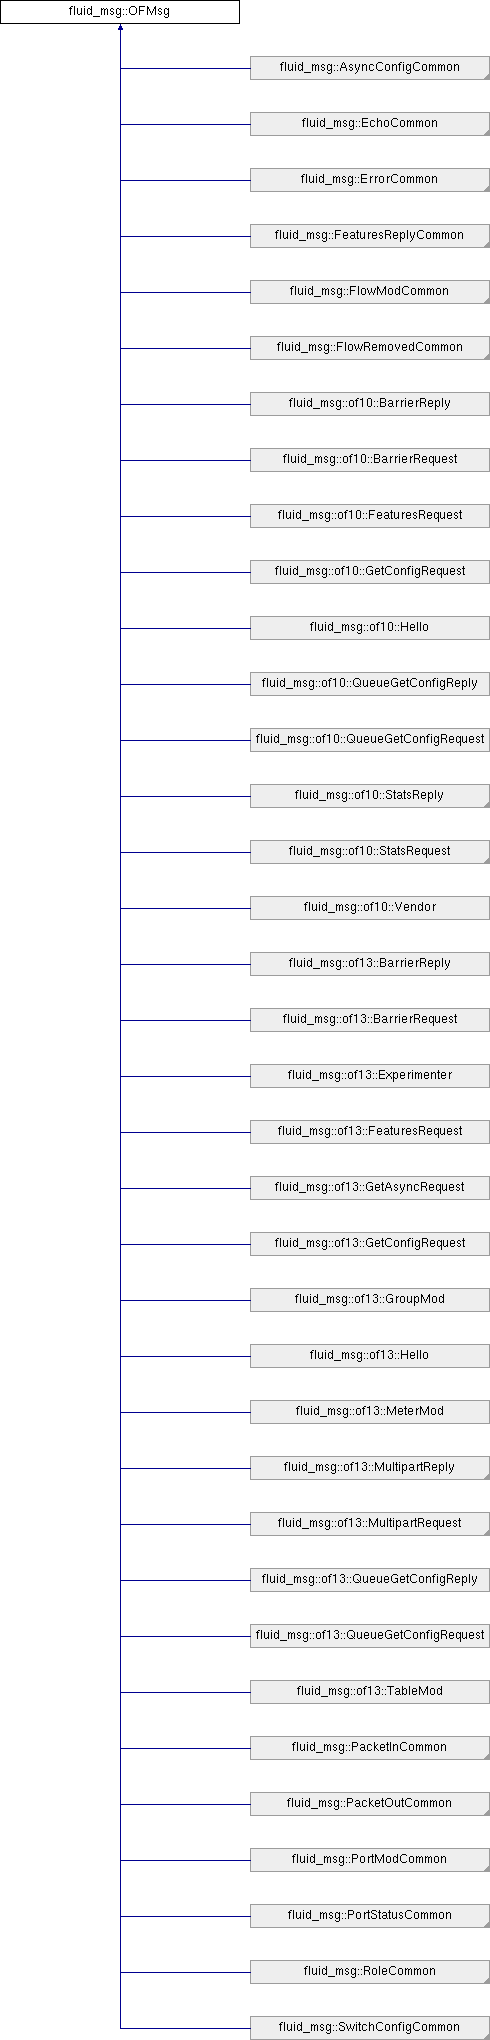 fluid_msg::OFMsg
fluid_msg::AsyncConfigCommon
fluid_msg::EchoCommon
fluid_msg::ErrorCommon
fluid_msg::FeaturesReplyCommon
fluid_msg::FlowModCommon
fluid_msg::FlowRemovedCommon
fluid_msg::of10::BarrierReply
fluid_msg::of10::BarrierRequest
fluid_msg::of10::FeaturesRequest
fluid_msg::of10::GetConfigRequest
fluid_msg::of10::Hello
fluid_msg::of10::QueueGetConfigReply
fluid_msg::of10::QueueGetConfigRequest
fluid_msg::of10::StatsReply
fluid_msg::of10::StatsRequest
fluid_msg::of10::Vendor
fluid_msg::of13::BarrierReply
fluid_msg::of13::BarrierRequest
fluid_msg::of13::Experimenter
fluid_msg::of13::FeaturesRequest
fluid_msg::of13::GetAsyncRequest
fluid_msg::of13::GetConfigRequest
fluid_msg::of13::GroupMod
fluid_msg::of13::Hello
fluid_msg::of13::MeterMod
fluid_msg::of13::MultipartReply
fluid_msg::of13::MultipartRequest
fluid_msg::of13::QueueGetConfigReply
fluid_msg::of13::QueueGetConfigRequest
fluid_msg::of13::TableMod
fluid_msg::PacketInCommon
fluid_msg::PacketOutCommon
fluid_msg::PortModCommon
fluid_msg::PortStatusCommon
fluid_msg::RoleCommon
fluid_msg::SwitchConfigCommon